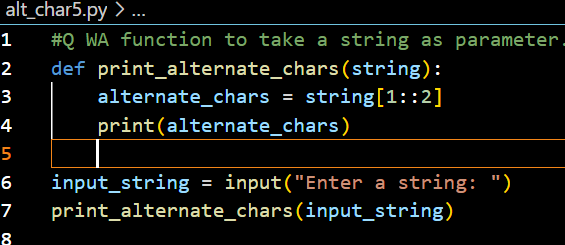 alt_char5.py > ...
1 #Q WA function to take a string as parameter.
2 def print_alternate_chars(string):
3     alternate_chars = string[1::2]
4     print(alternate_chars)
5
6 input_string = input("Enter a string: ")
7 print_alternate_chars(input_string)
8